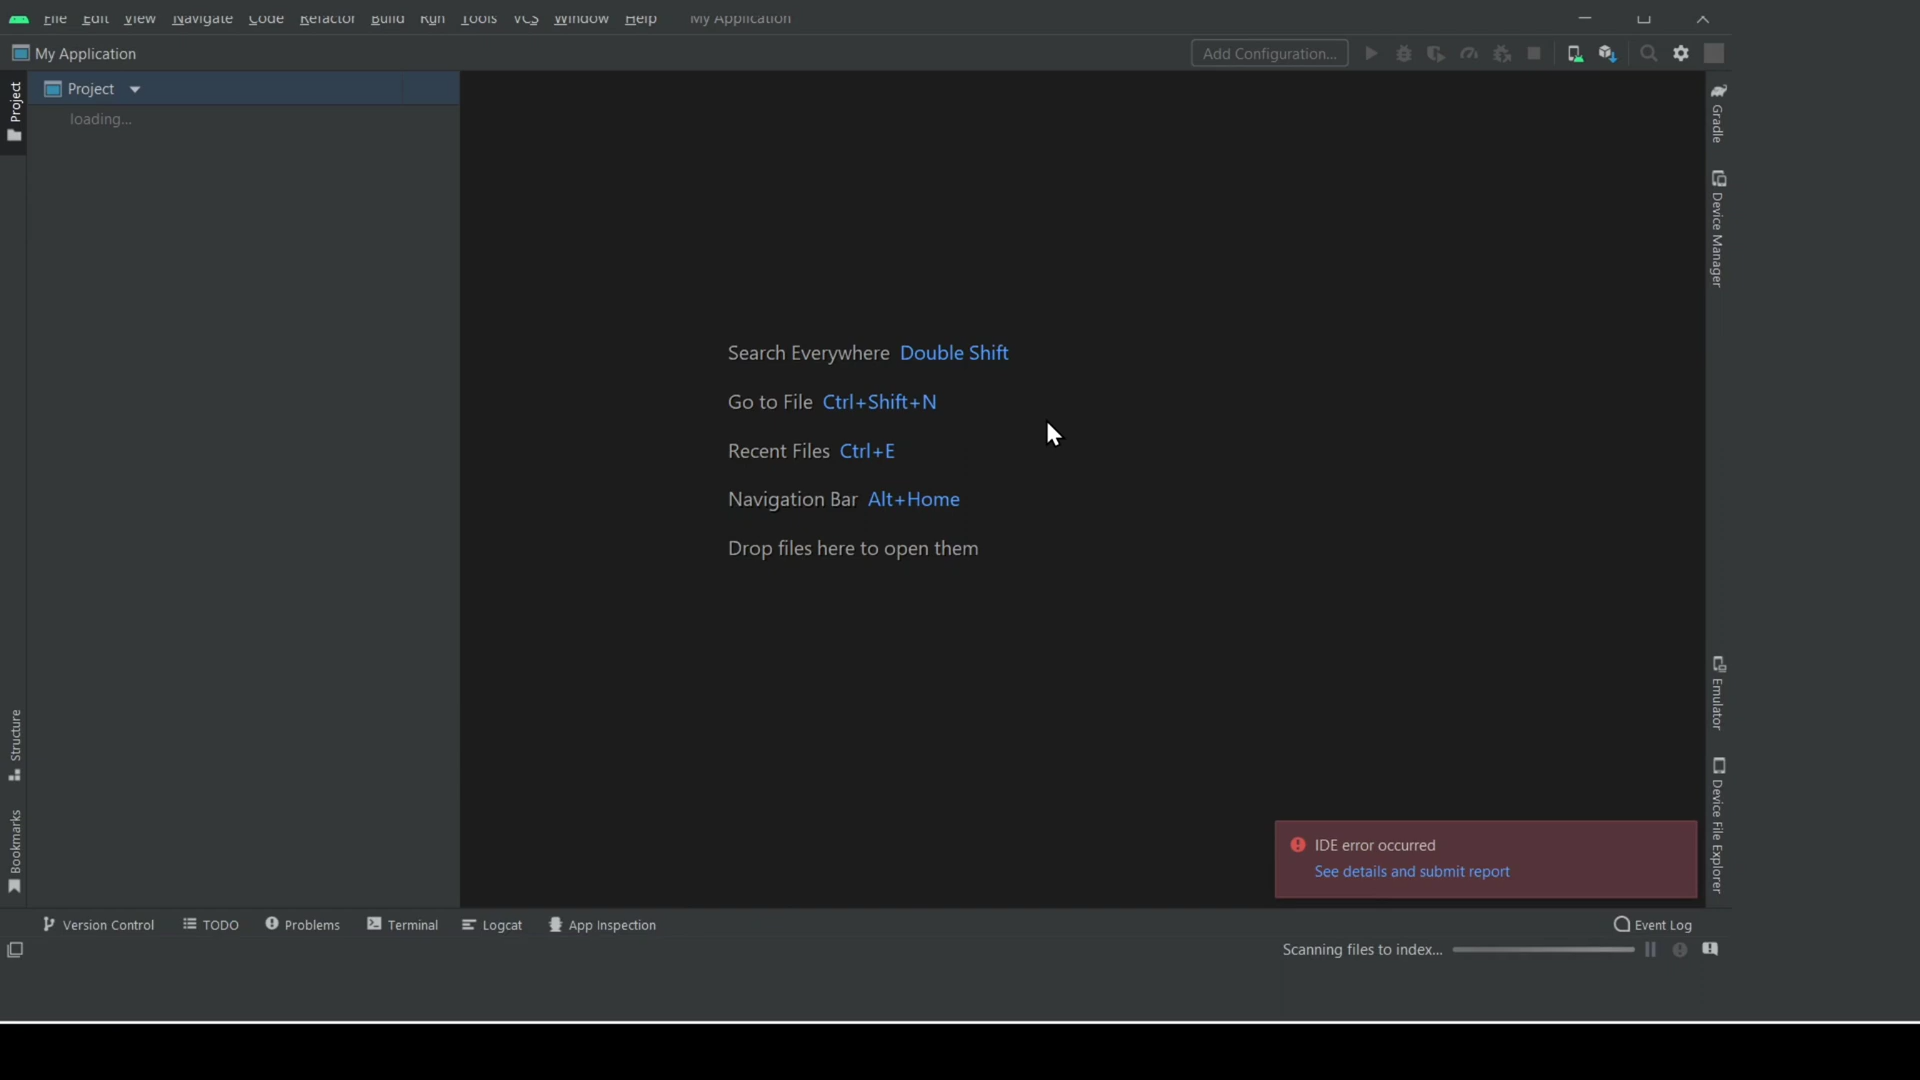 File Edit View Navigate Code Refactor Build Run Tools VCS Window Help My Application
My Application
Add Configuration...
Project
Project
loading...
Structure
Bookmarks
Search Everywhere Double Shift
Go to File Ctrl+Shift+N
Recent Files Ctrl+E
Navigation Bar Alt+Home
Drop files here to open them
Gradle
Device Manager
Emulator
Device File Explorer
IDE error occurred
See details and submit report
Version Control TODO Problems Terminal Logcat App Inspection Event Log
Scanning files to index...